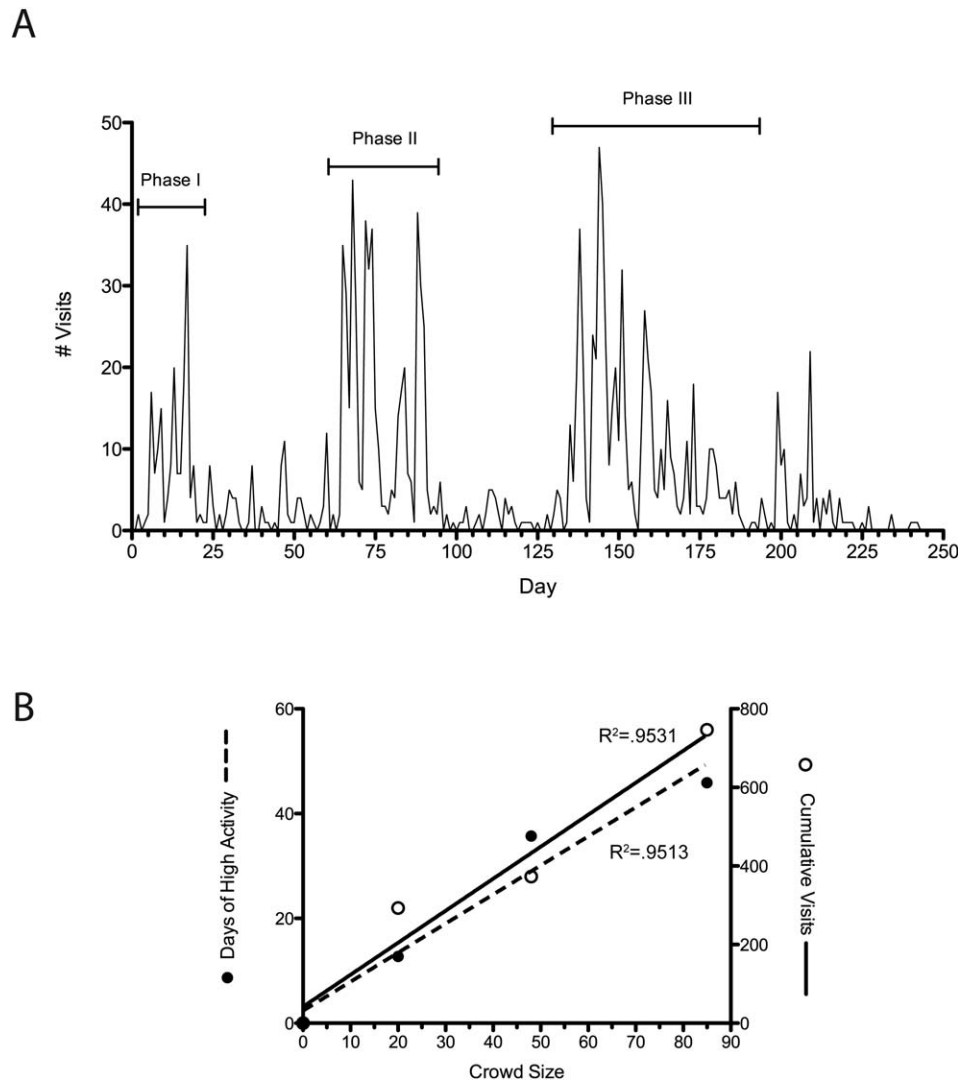 A
Phase III
Phase II
Phase I
50
40
30
20
10
0
# Visits
0 25 50 75 100 125 150 175 200 225 250
Day
B
60
40
20
0
Days of High Activity
R²=.9531
R²=.9513
800
600
400
200
0
Cumulative Visits
0 10 20 30 40 50 60 70 80 90
Crowd Size